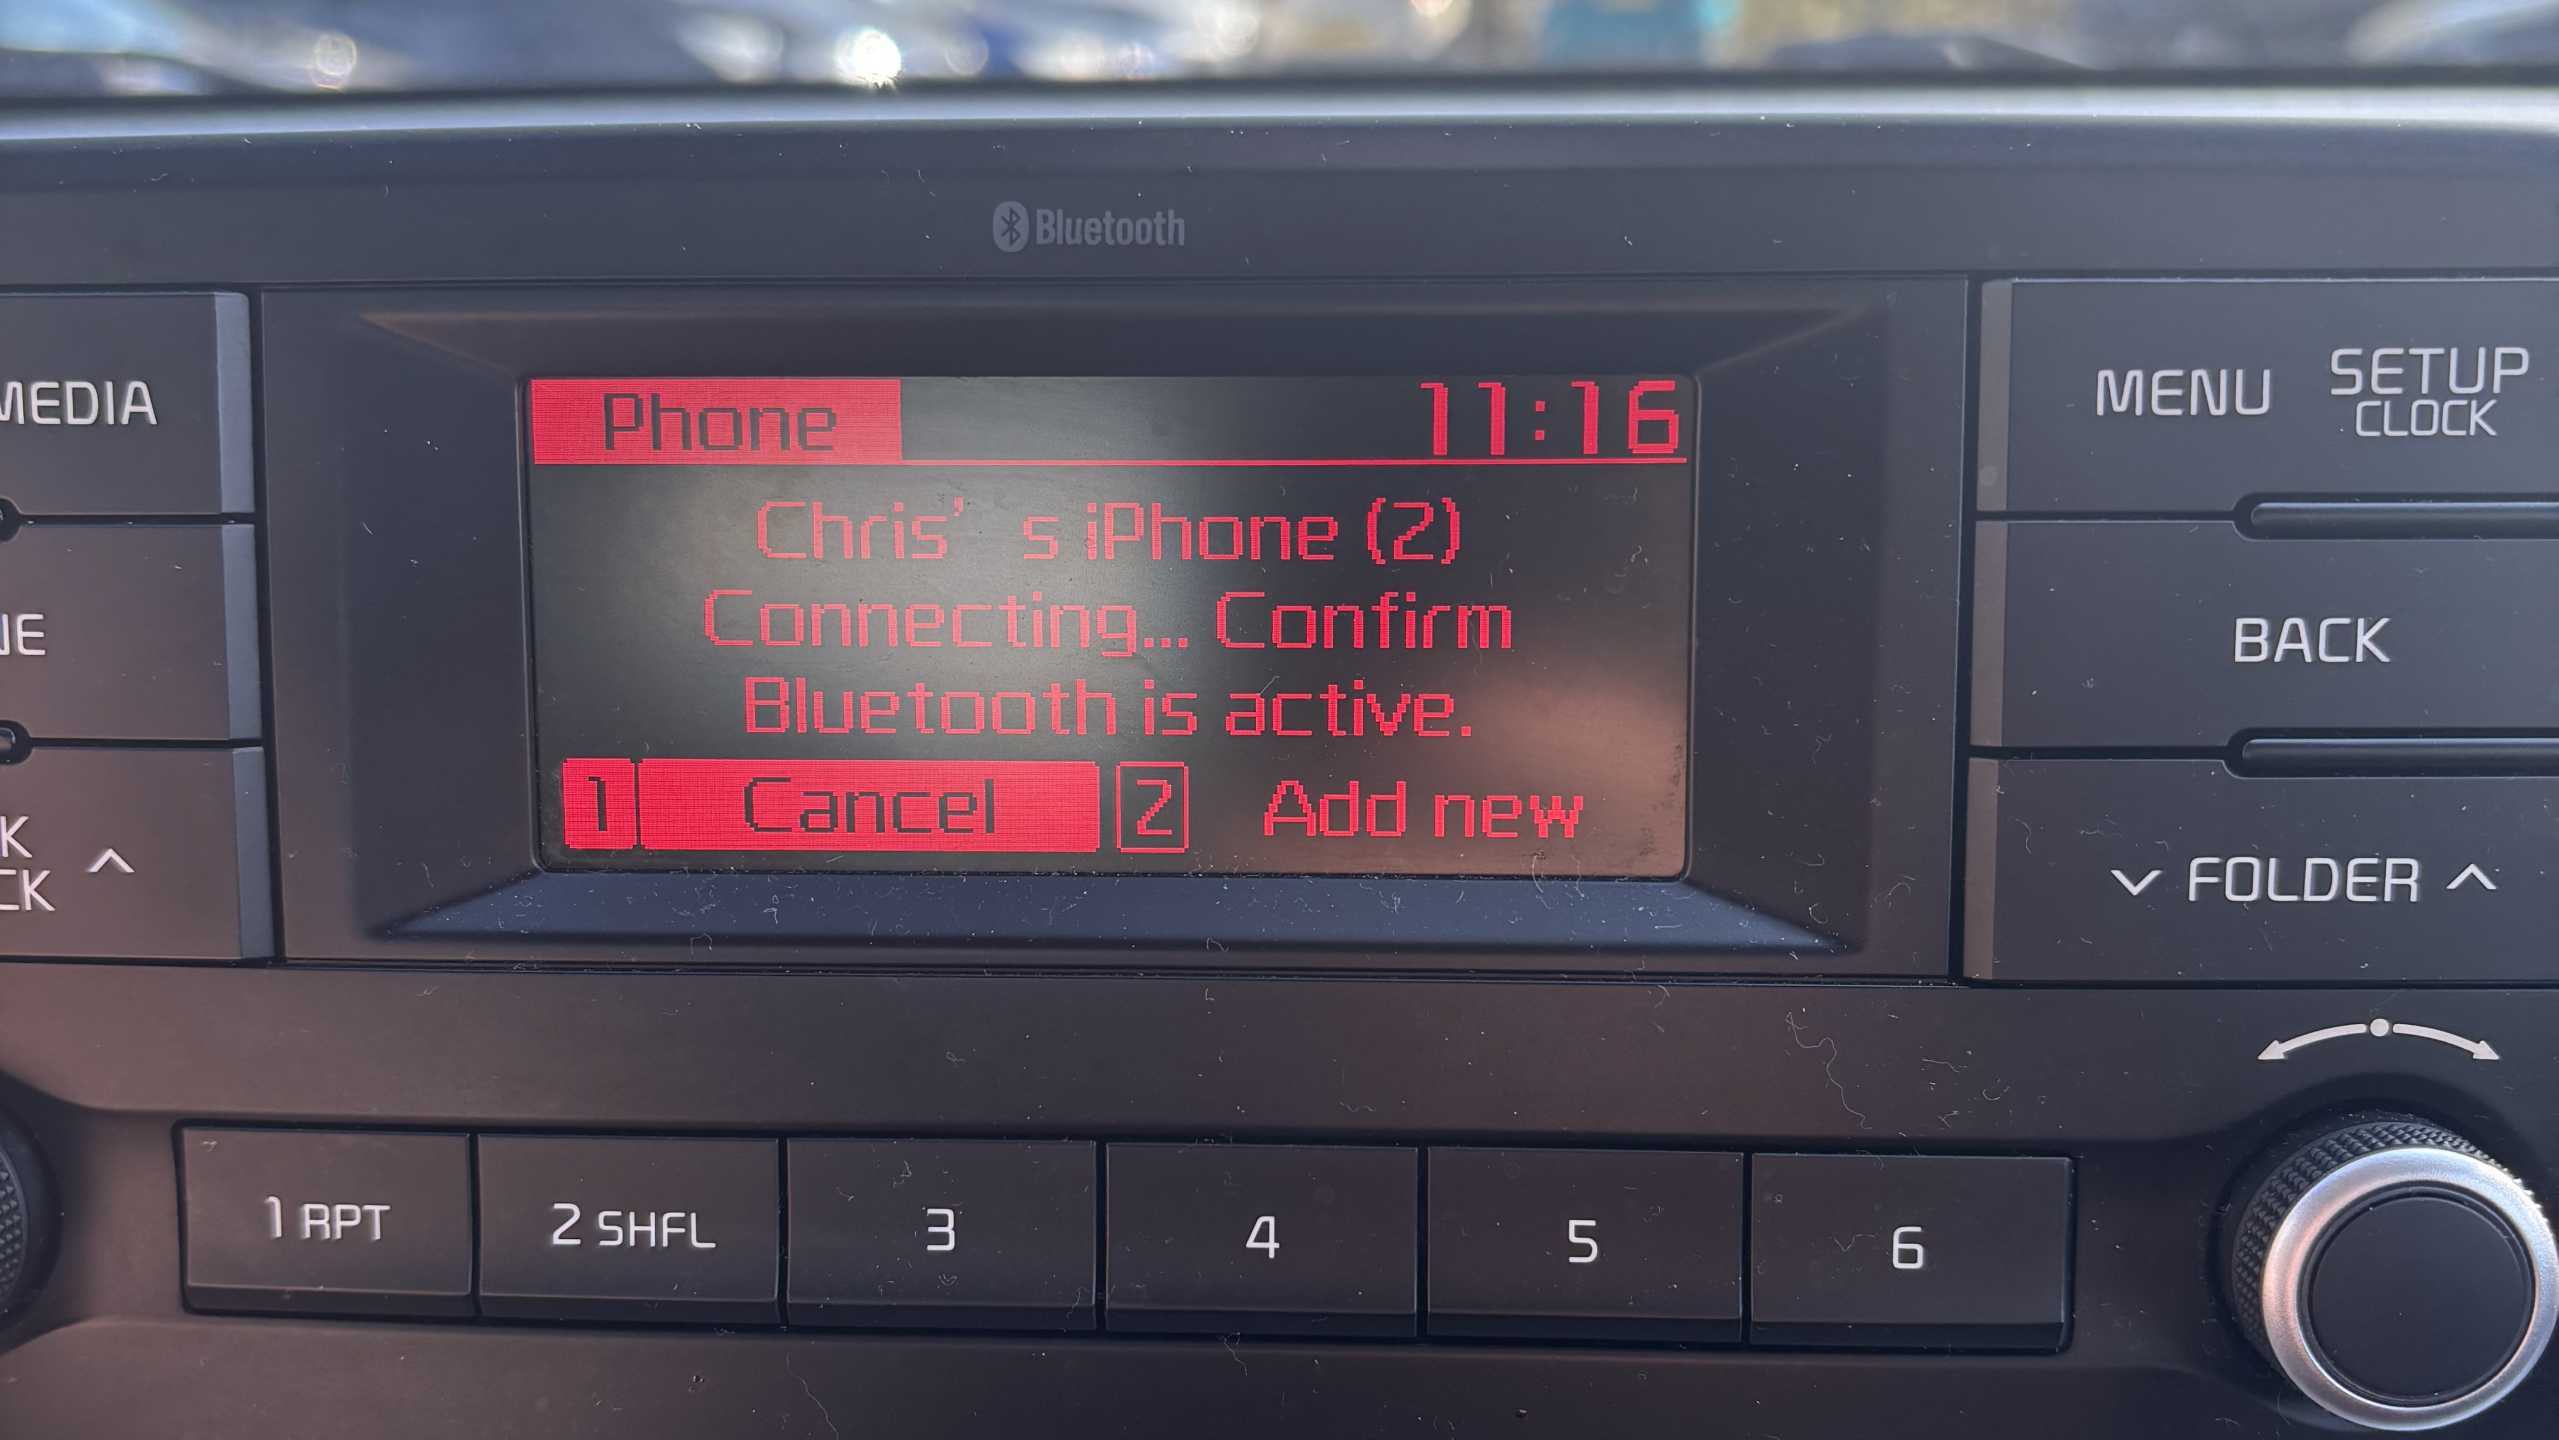 Bluetooth
MEDIA
Phone 11:16
Chris's iPhone (2)
Connecting... Confirm
Bluetooth is active.
1 Cancel 2 Add new
MENU SETUP
CLOCK
BACK
FOLDER
1 RPT
2 SHFL
3
4
5
6